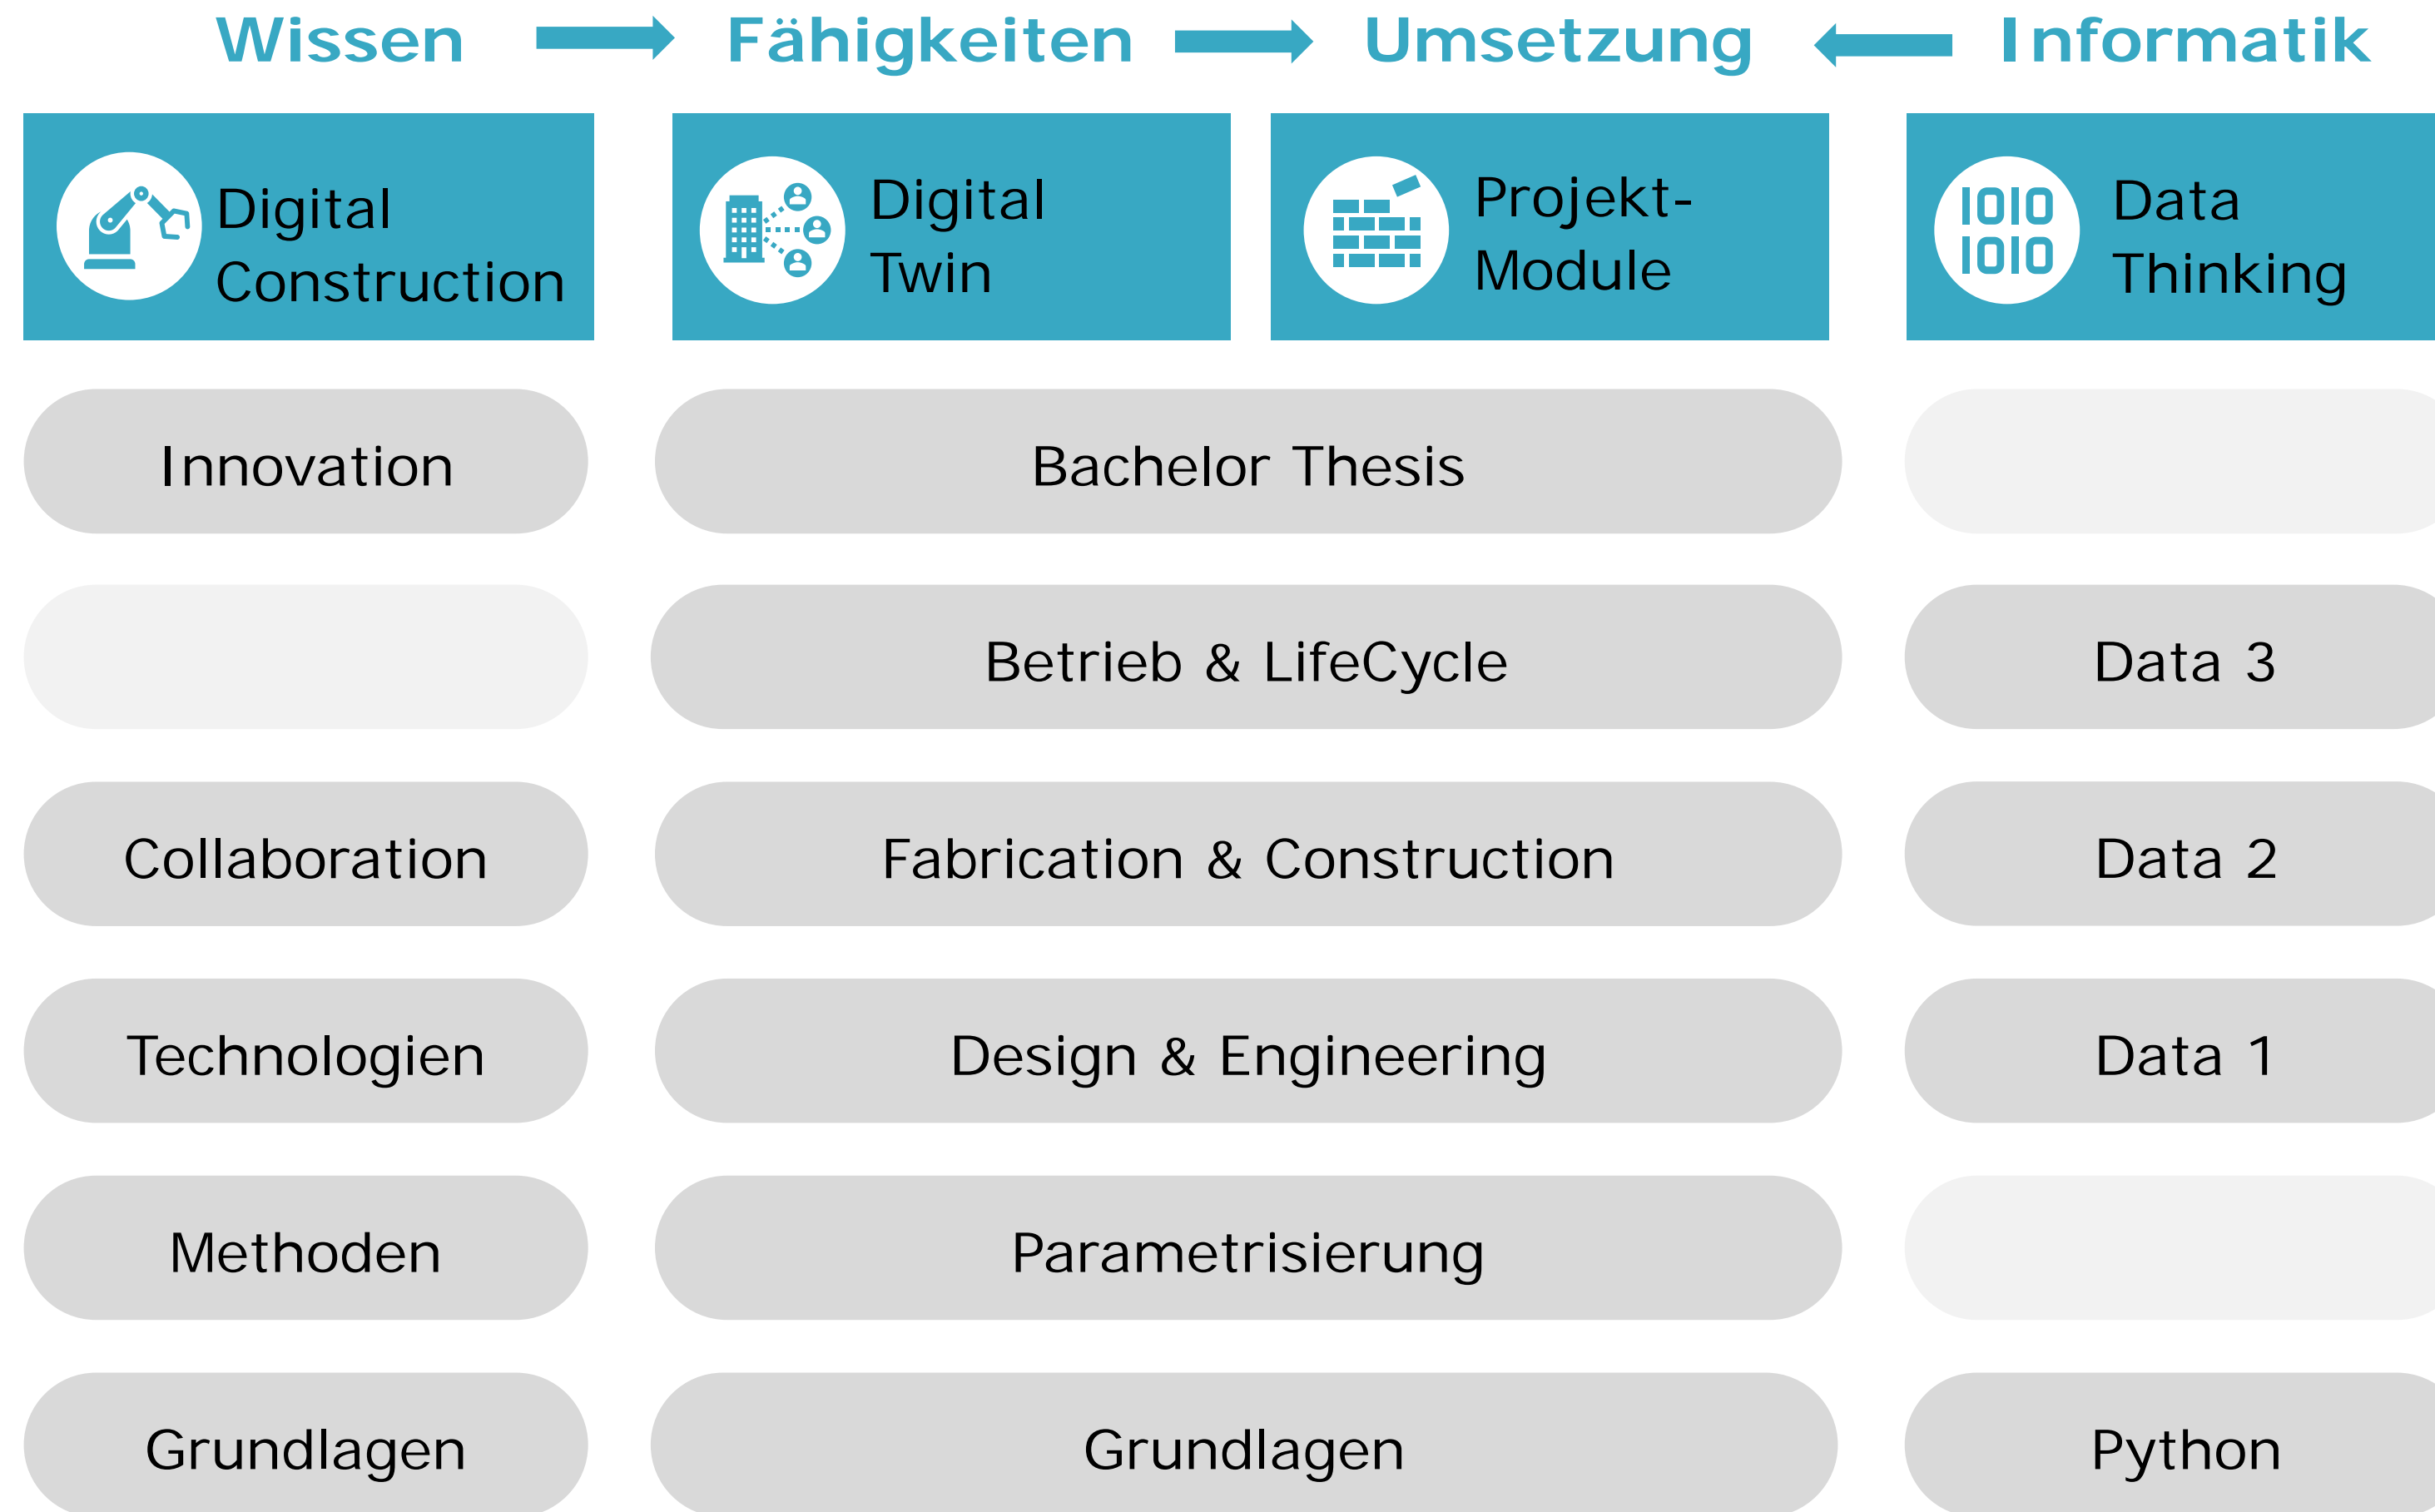 Wissen Fähigkeiten Umsetzung Informatik
Digital
Construction
Digital
Twin
Projekt-
Module
Data
Thinking
Innovation Bachelor Thesis
Betrieb & LifeCycle Data 3
Collaboration Fabrication & Construction Data 2
Technologien Design & Engineering Data 1
Methoden Parametrisierung
Grundlagen Grundlagen Python